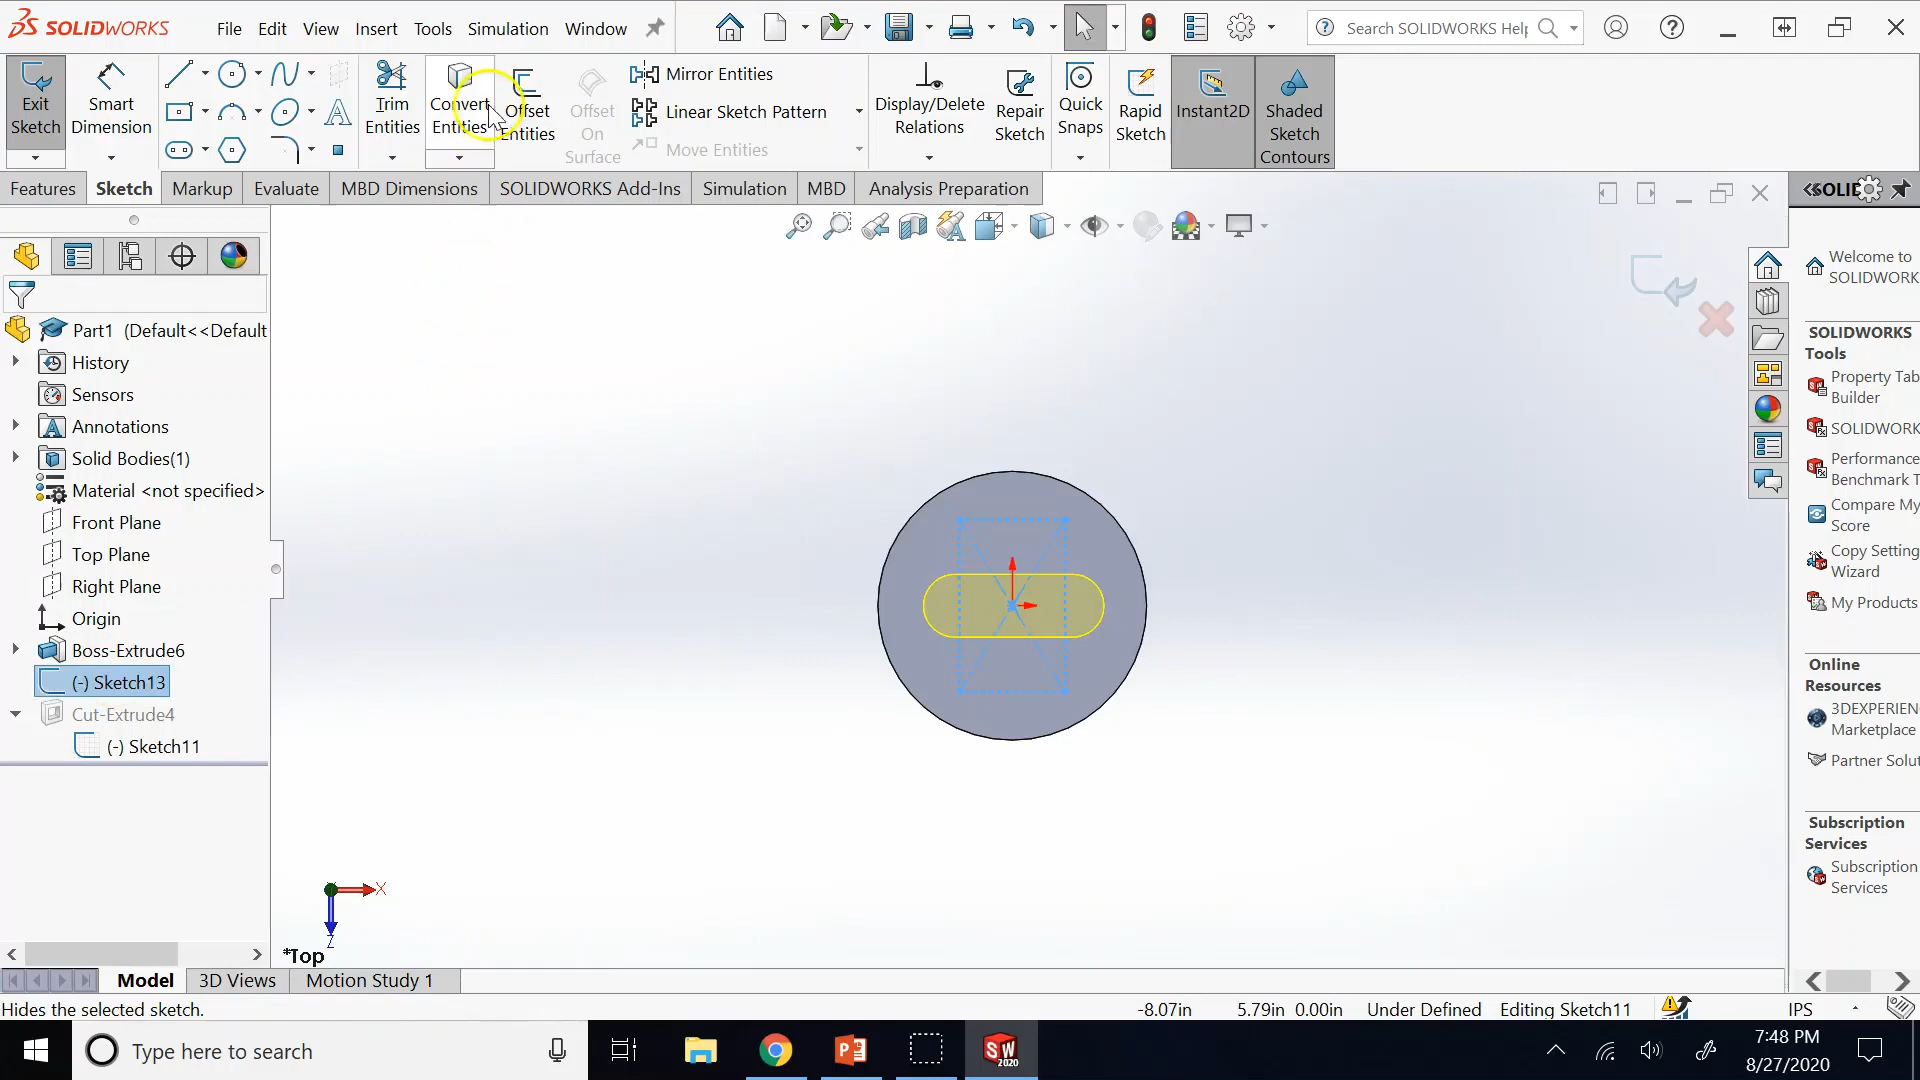 SOLIDWORKS
File Edit View Insert Tools Simulation Window
Search SOLIDWORKS Help
Exit Sketch
Smart Dimension
Trim Entities
Convert Entities
Offset Entities
Offset On Surface
Mirror Entities
Linear Sketch Pattern
Move Entities
Display/Delete Relations
Repair Sketch
Quick Snaps
Rapid Sketch
Instant2D
Shaded Sketch Contours
Features Sketch Markup Evaluate MBD Dimensions SOLIDWORKS Add-Ins Simulation MBD Analysis Preparation
SOLI
Welcome to
SOLIDWORK
Part1 (Default<<Default
History
Sensors
Annotations
Solid Bodies(1)
Material <not specified>
Front Plane
Top Plane
Right Plane
Origin
Boss-Extrude6
(-) Sketch13
Cut-Extrude4
(-) Sketch11
SOLIDWORKS
Tools
Property Tab
Builder
SOLIDWORK
Performance
Benchmark T
Compare My
Score
Copy Setting
Wizard
My Products
Online
Resources
3DEXPERIEN
Marketplace
Partner Solut
Subscription
Services
Subscription
Services
X
Z
*Top
Model 3D Views Motion Study 1
Hides the selected sketch.
-8.07in 5.79in 0.00in Under Defined Editing Sketch11 IPS
Type here to search
SW
2020
7:48 PM
8/27/2020